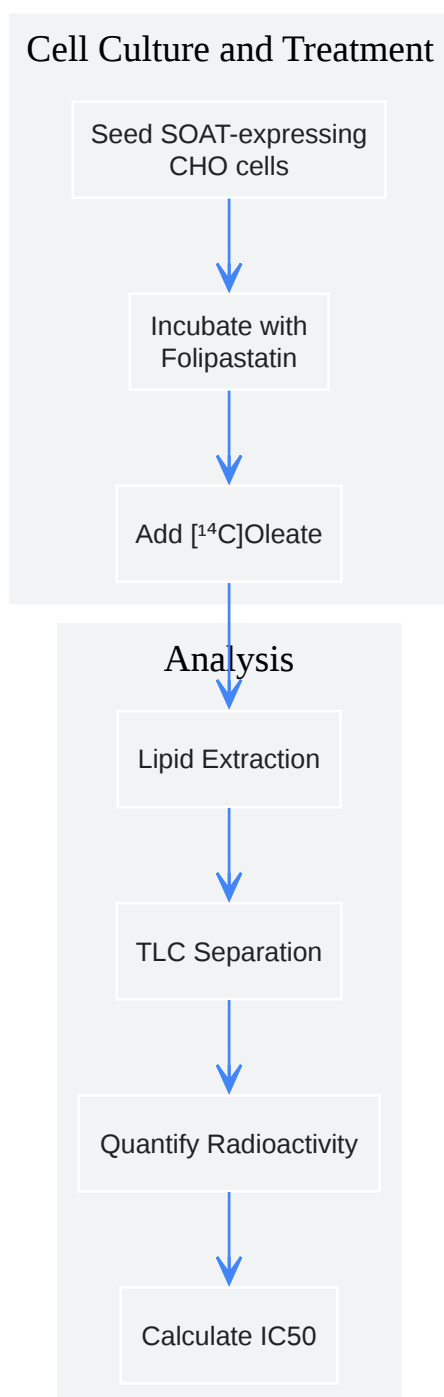 Cell Culture and Treatment
Seed SOAT-expressing
CHO cells
Incubate with
Folipastatin
Add [¹⁴C]Oleate
Analysis
Lipid Extraction
TLC Separation
Quantify Radioactivity
Calculate IC50